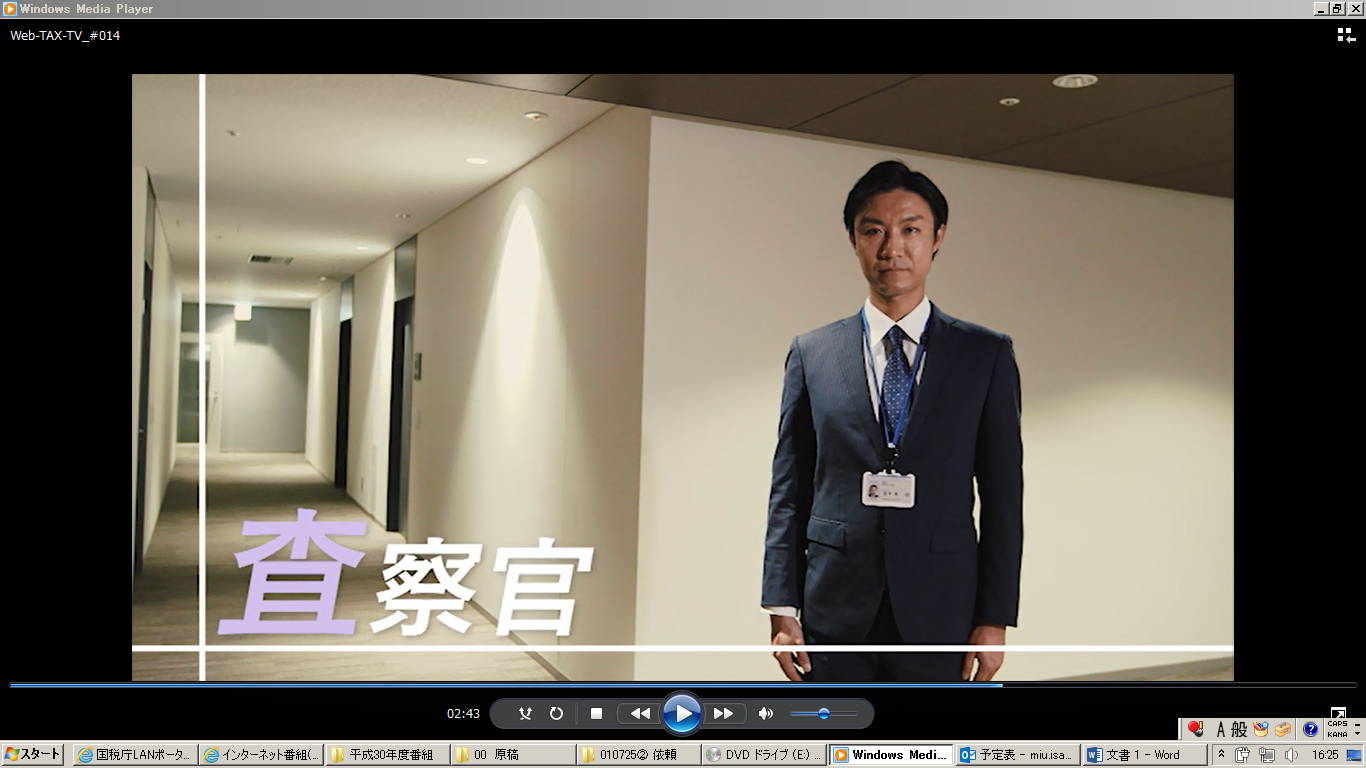 Windows Media Player
Web-TAX-TV_#014
査察官
02:43
A 般
CAPS
KANA
スタート
国税庁LANポータ...
インターネット番組(...
平成30年度番組
00 原稿
010725② 依頼
DVD ドライブ (E:) ...
Windows Medi...
予定表 - miu.isa...
文書 1 - Word
16:25